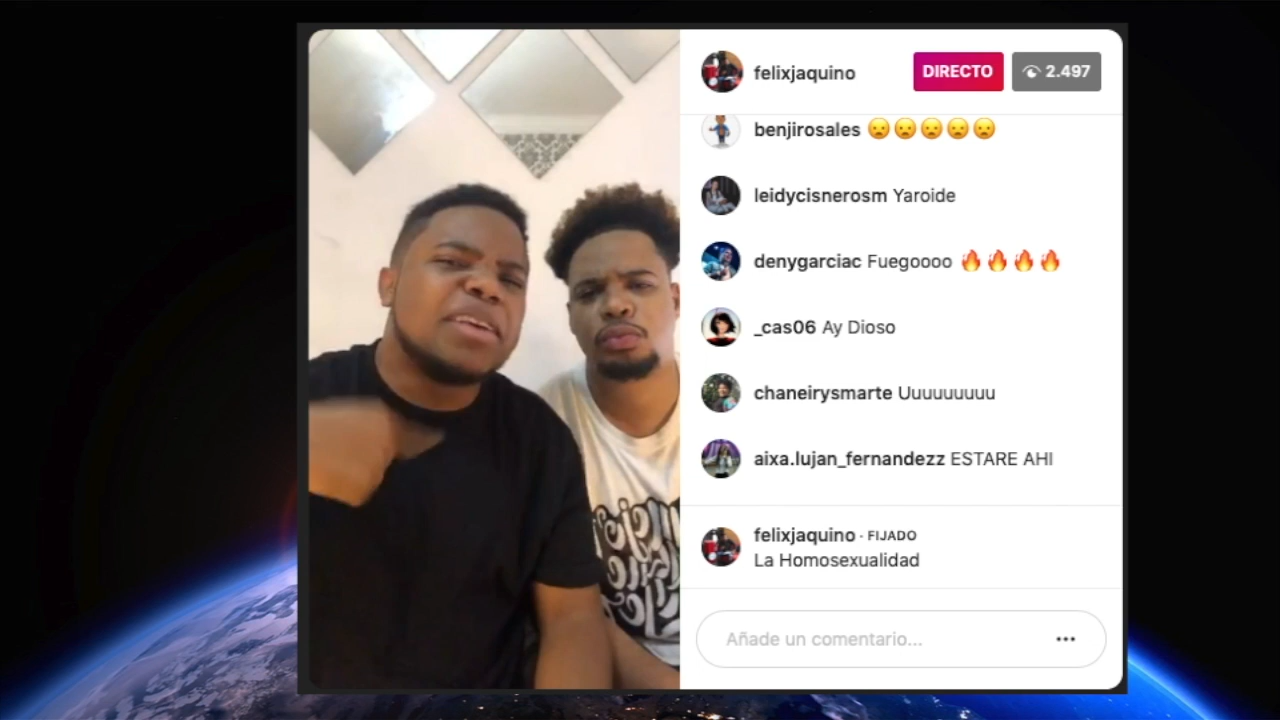 felixjaquino DIRECTO 2.497
benjirosales 😦😦😦😦😦
leidycisnerosm Yaroide
denygarciac Fuegoooo 🔥🔥🔥🔥
_cas06 Ay Dioso
chaneirysmarte Uuuuuuuuu
aixa.lujan_fernandezz ESTARE AHI
felixjaquino · FIJADO
La Homosexualidad
Añade un comentario...